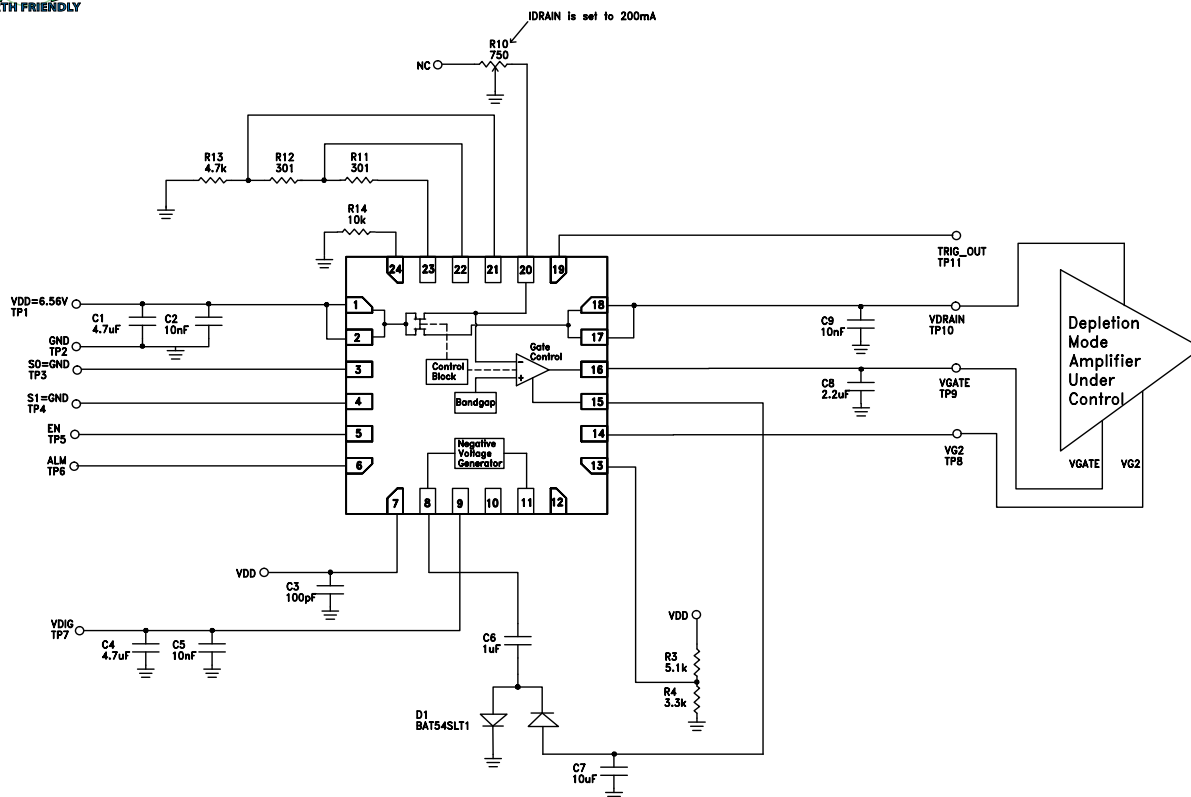 TH FRIENDLY
IDRAIN is set to 200mA
R10
750
NC
R13
4.7k
R12
301
R11
301
R14
10k
24
23
22
21
20
19
TRIG_OUT
TP11
VDD=6.56V
TP1
C1
4.7uF
C2
10nF
GND
TP2
S0=GND
TP3
S1=GND
TP4
EN
TP5
ALM
TP6
1
2
3
4
5
6
Control
Block
Gate
Control
Bandgap
Negative
Voltage
Generator
18
17
16
15
14
13
7
8
9
10
11
12
C9
10nF
VDRAIN
TP10
C8
2.2uF
VGATE
TP9
VG2
TP8
Depletion
Mode
Amplifier
Under
Control
VGATE
VG2
VDD
C3
100pF
VDIG
TP7
C4
4.7uF
C5
10nF
C6
1uF
VDD
R3
5.1k
R4
3.3k
D1
BAT54SLT1
C7
10uF